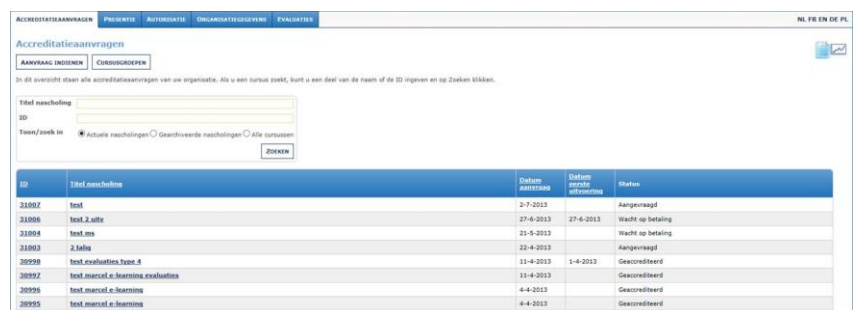 ACCREDITATIEAANVRAGEN PRESENTIE AUTORISATIE ORGANISATIEGEGEVENS EVALUATIES NL FR EN DE PL
Accreditatieaanvragen
AANVRAAG INDIENEN CURSUSGROEPEN
In dit overzicht staan alle accreditatieaanvragen van uw organisatie. Als u een cursus zoekt, kunt u een deel van de naam of de ID ingeven en op Zoeken klikken.
Titel nascholing
ID
Toon/zoek in Actuele nascholingen Gearchiveerde nascholingen Alle cursussen
ZOEKEN
ID Titel nascholing Datum aanvraag Datum eerste uitvoering Status
31007 test 2-7-2013 Aangevraagd
31006 test 2 uitv 27-6-2013 27-6-2013 Wacht op betaling
31004 test ms 21-5-2013 Wacht op betaling
31003 2 talig 22-4-2013 Aangevraagd
30998 test evaluaties type 4 11-4-2013 1-4-2013 Geaccrediteerd
30997 test marcel e-learning evaluaties 11-4-2013 Geaccrediteerd
30996 test marcel e-learning 4-4-2013 Geaccrediteerd
30995 test marcel e-learning 4-4-2013 Geaccrediteerd